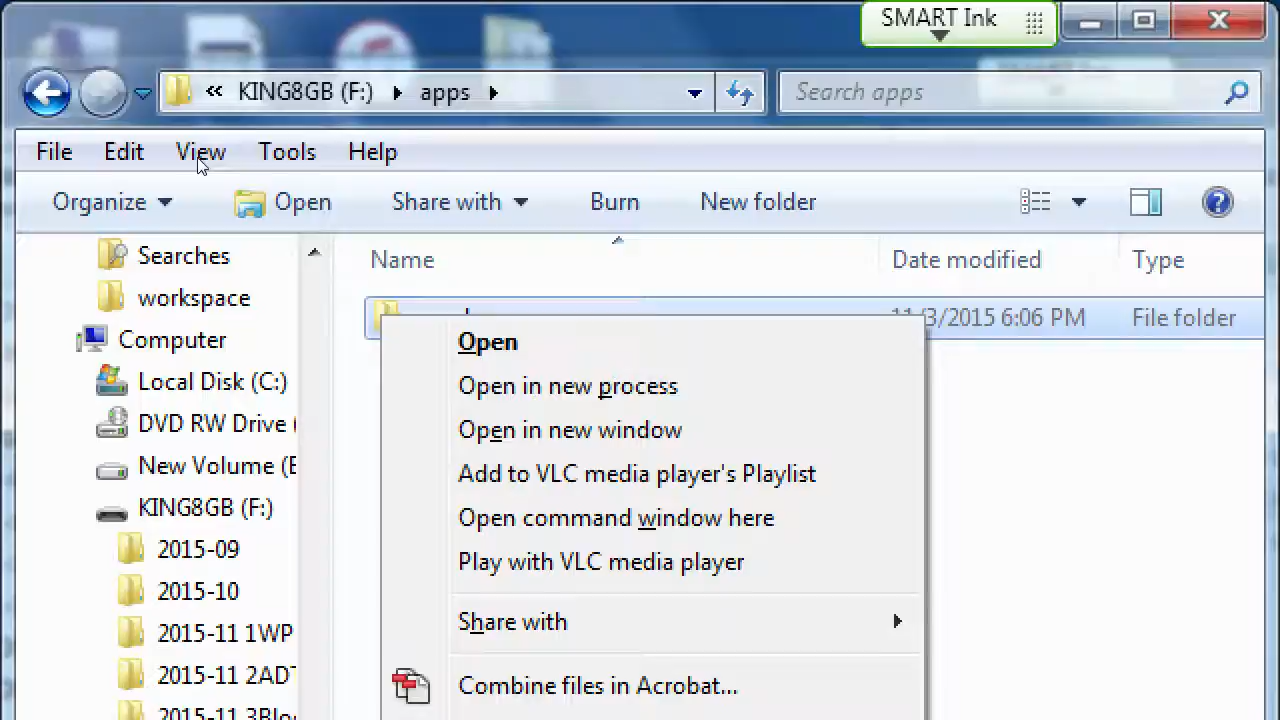 SMART Ink
« KING8GB (F:) apps
Search apps
File Edit View Tools Help
Organize Open Share with Burn New folder
Name Date modified Type
Searches
workspace
Computer
Local Disk (C:)
DVD RW Drive (
New Volume (E
KING8GB (F:)
2015-09
2015-10
2015-11 1WP
2015-11 2AD
2015-11 3Blo
6:06 PM File folder
Open
Open in new process
Open in new window
Add to VLC media player's Playlist
Open command window here
Play with VLC media player
Share with
Combine files in Acrobat...